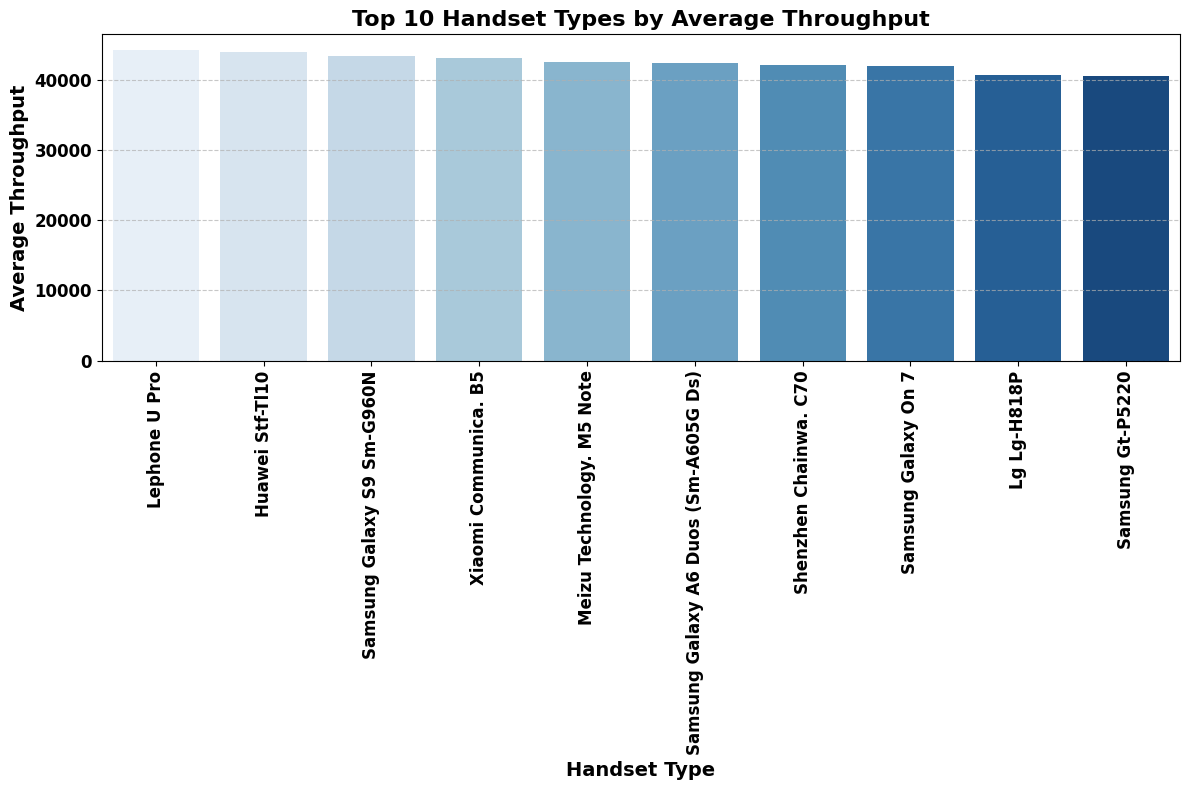 Top 10 Handset Types by Average Throughput
Average Throughput
40000
30000
20000
10000
0
Lephone U Pro
Huawei Stf-Tl10
Samsung Galaxy S9 Sm-G960N
Xiaomi Communica. B5
Meizu Technology. M5 Note
Samsung Galaxy A6 Duos (Sm-A605G Ds)
Shenzhen Chainwa. C70
Samsung Galaxy On 7
Lg Lg-H818P
Samsung Gt-P5220
Handset Type